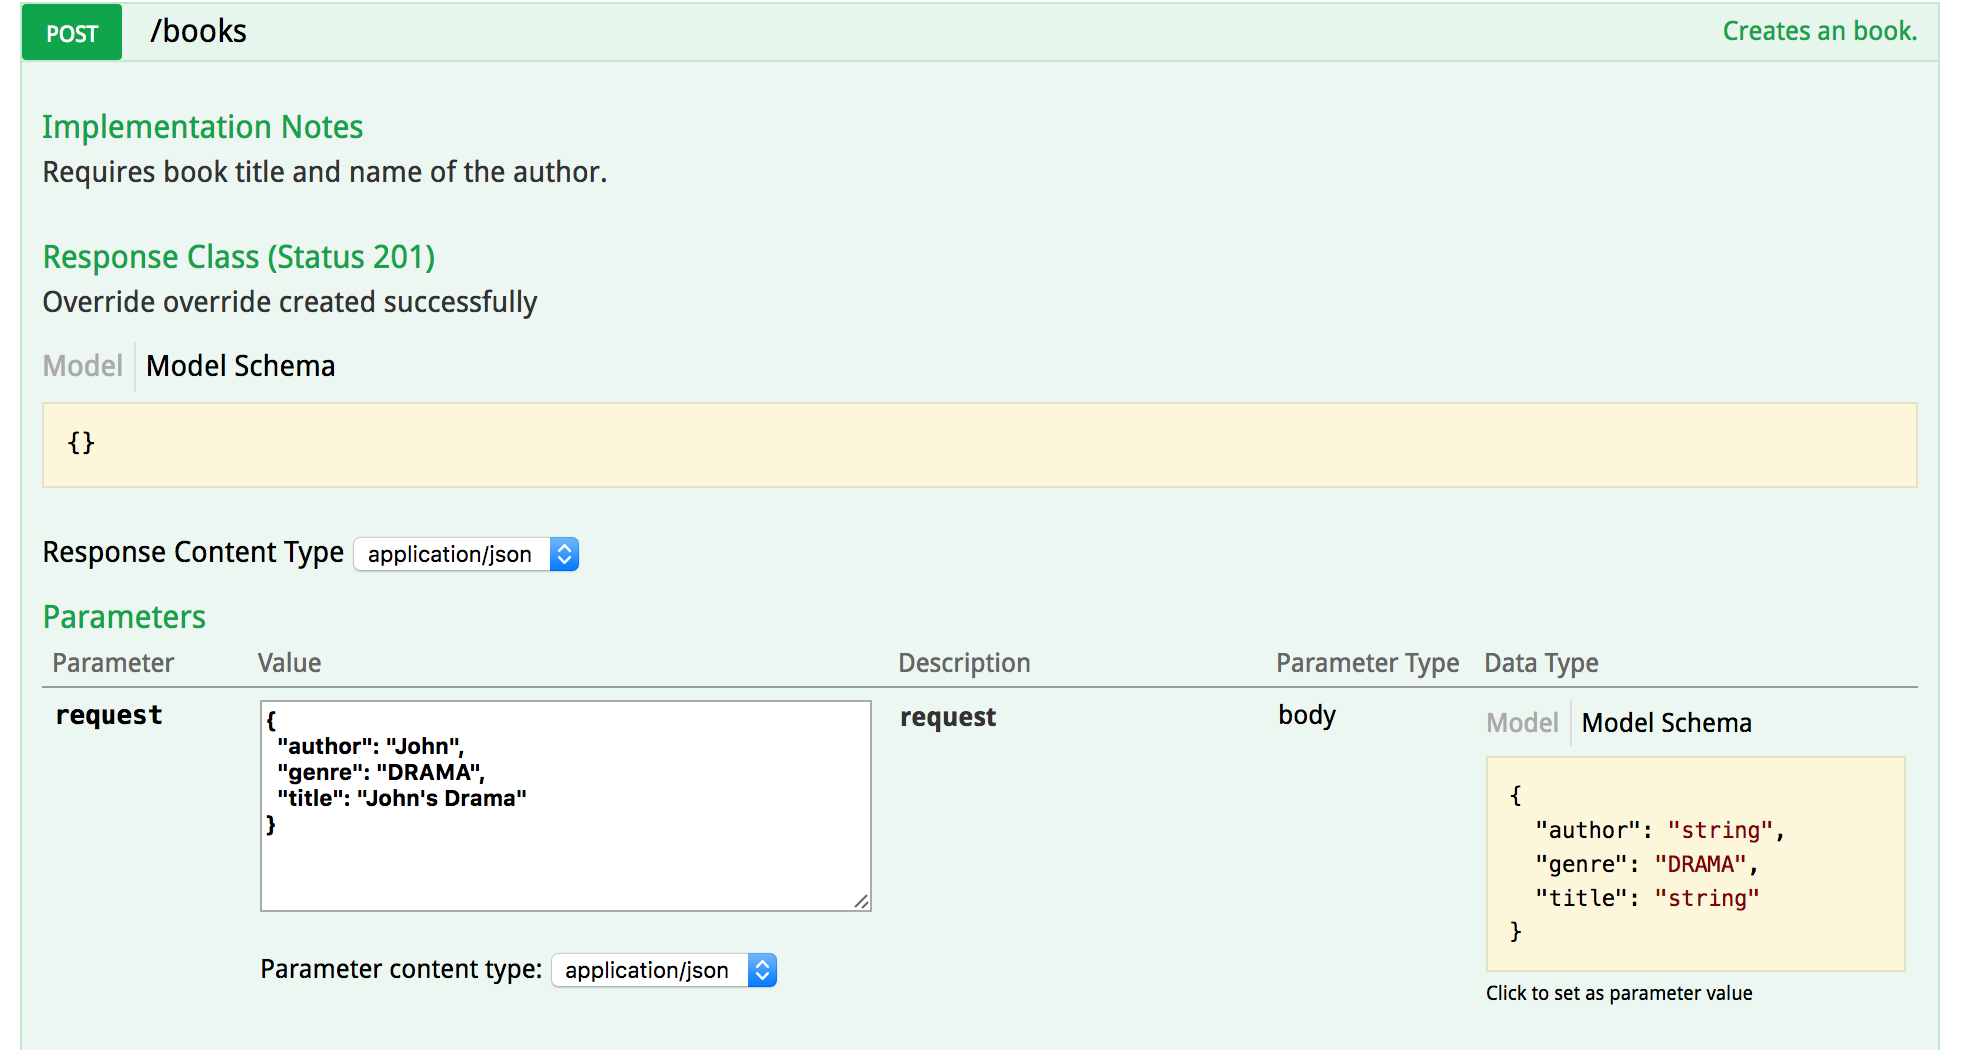 POST /books Creates an book.
Implementation Notes
Requires book title and name of the author.
Response Class (Status 201)
Override override created successfully
Model Model Schema
{}
Response Content Type application/json
Parameters
Parameter Value Description Parameter Type Data Type
request
{
"author": "John",
"genre": "DRAMA",
"title": "John's Drama"
}
Parameter content type: application/json
request
body
Model Model Schema
{
"author": "string",
"genre": "DRAMA",
"title": "string"
}
Click to set as parameter value